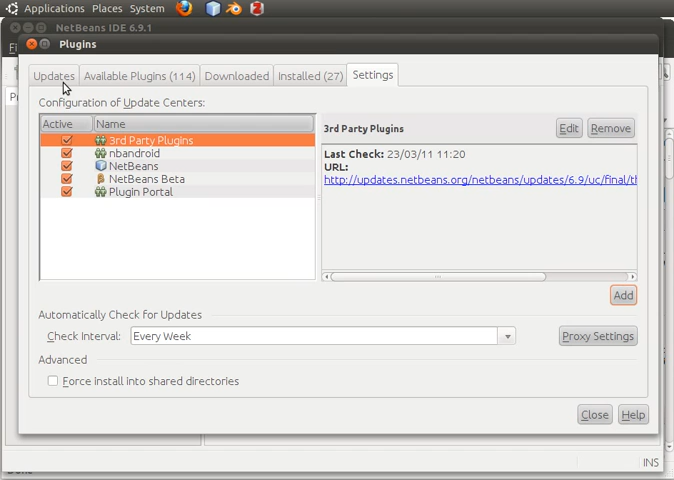 Applications Places System
NetBeans IDE 6.9.1
Plugins
Updates Available Plugins (114) Downloaded Installed (27) Settings
Configuration of Update Centers:
Active Name
3rd Party Plugins
nbandroid
NetBeans
NetBeans Beta
Plugin Portal
3rd Party Plugins Edit Remove
Last Check: 23/03/11 11:20
URL:
http://updates.netbeans.org/netbeans/updates/6.9/uc/final/th
Add
Automatically Check for Updates
Check Interval: Every Week Proxy Settings
Advanced
Force install into shared directories
Close Help
INS